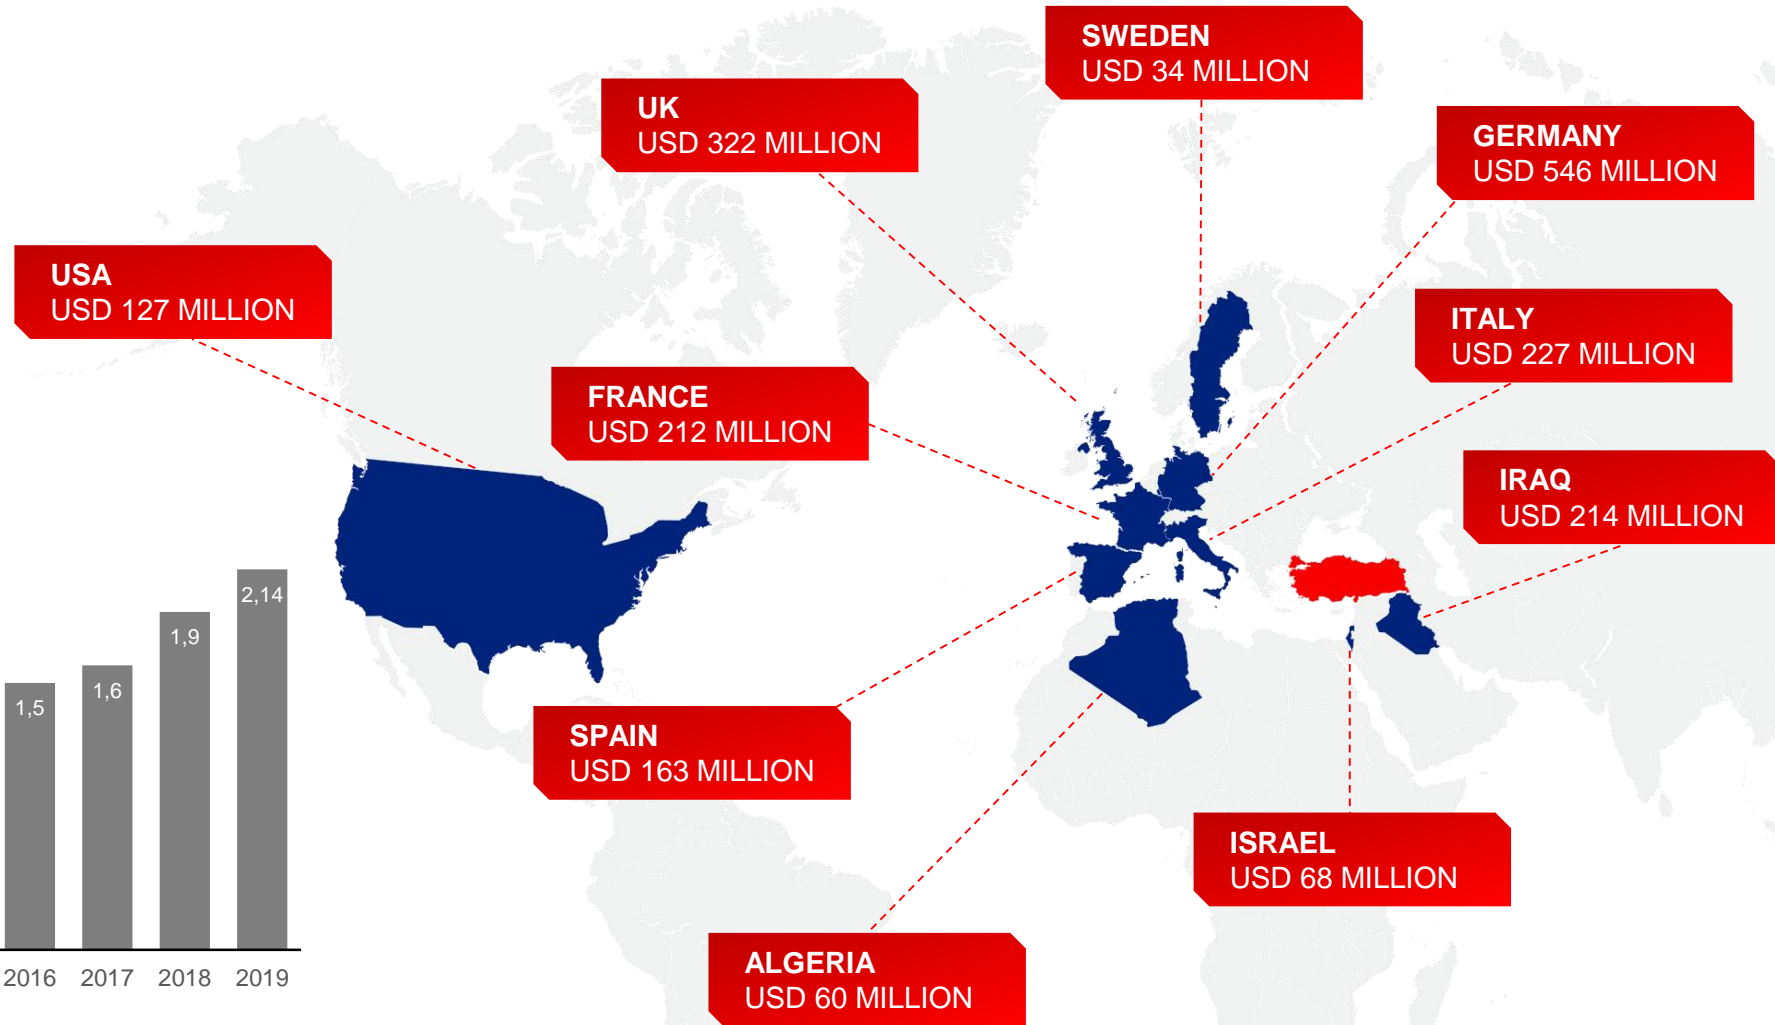 SWEDEN
USD 34 MILLION
UK
USD 322 MILLION
GERMANY
USD 546 MILLION
USA
USD 127 MILLION
ITALY
USD 227 MILLION
FRANCE
USD 212 MILLION
IRAQ
USD 214 MILLION
SPAIN
USD 163 MILLION
ISRAEL
USD 68 MILLION
ALGERIA
USD 60 MILLION
1,5
1,6
1,9
2,14
2016
2017
2018
2019